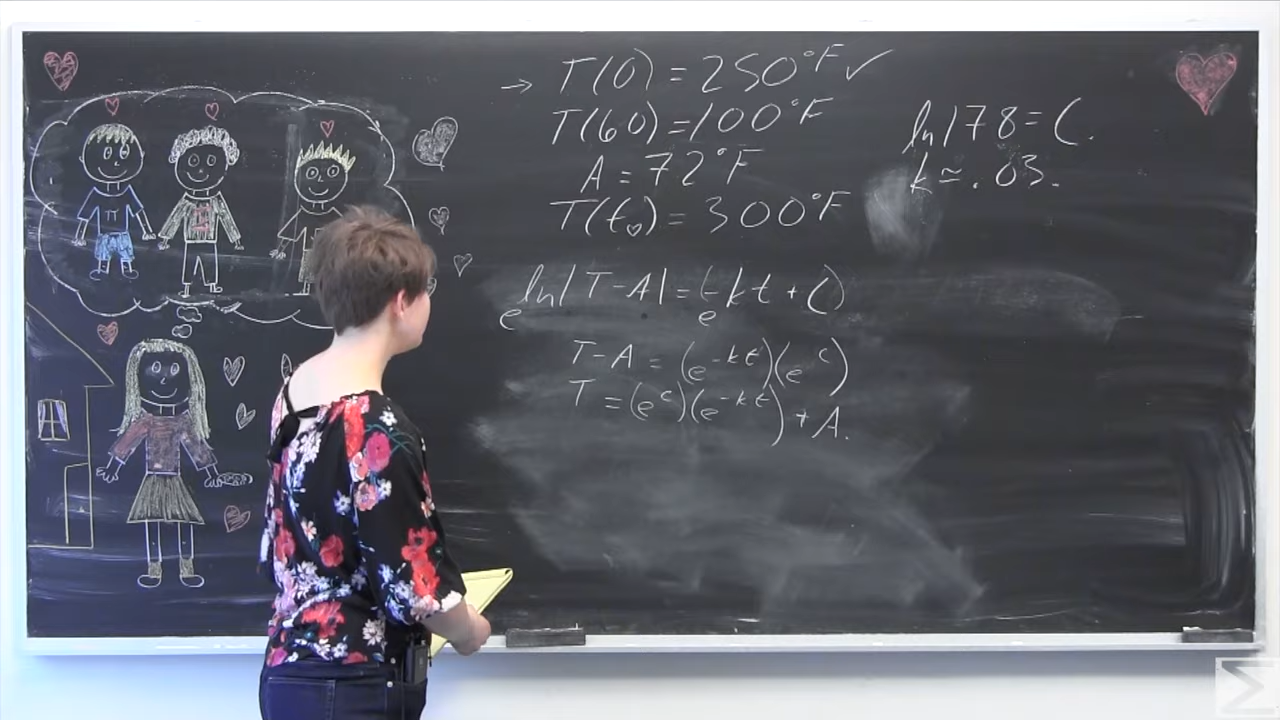 → T(0) = 250°F ✓
T(60) = 100°F
A = 72°F
T(t♡) = 300°F
ln 178 = C.
k ≃ .03.
e^(ln|T-A|) = e^(-kt + C)
T-A = (e^(-kt))(e^c)
T = (e^c)(e^(-kt)) + A.
π
Σ